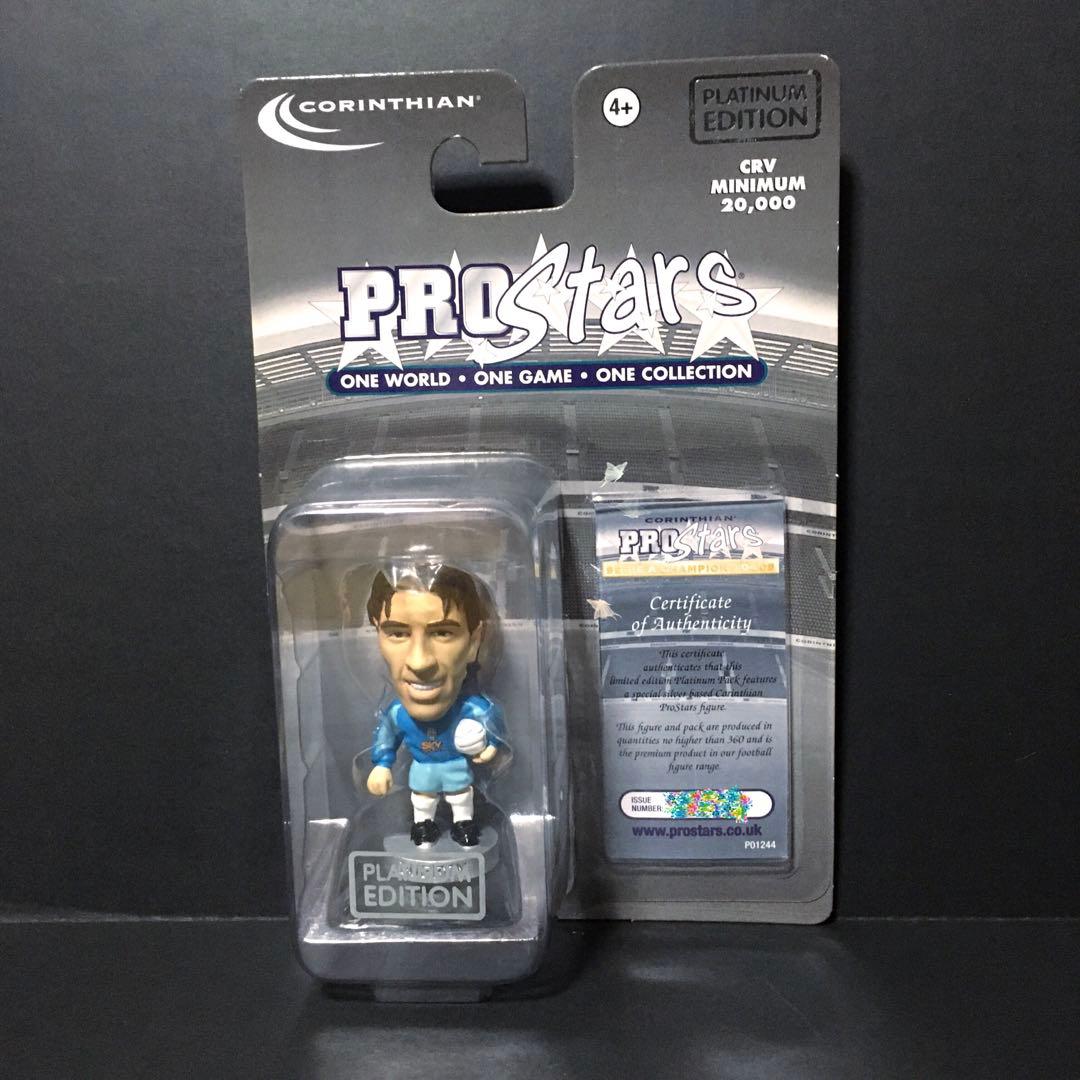 CORINTHIAN
4+
PLATINUM
EDITION
CRV
MINIMUM
20,000
PROStars
ONE WORLD • ONE GAME • ONE COLLECTION
CORINTHIAN
PROStars
Certificate
of Authenticity
This certificate
authenticates that this
limited edition Platinum Pack features
a special silver based Corinthian
ProStars figure.
This figure and pack are produced in
quantities no higher than 360 and is
the premium product in our football
figure range.
ISSUE
NUMBER:
www.prostars.co.uk
P01244
SKY
PLATINUM
EDITION